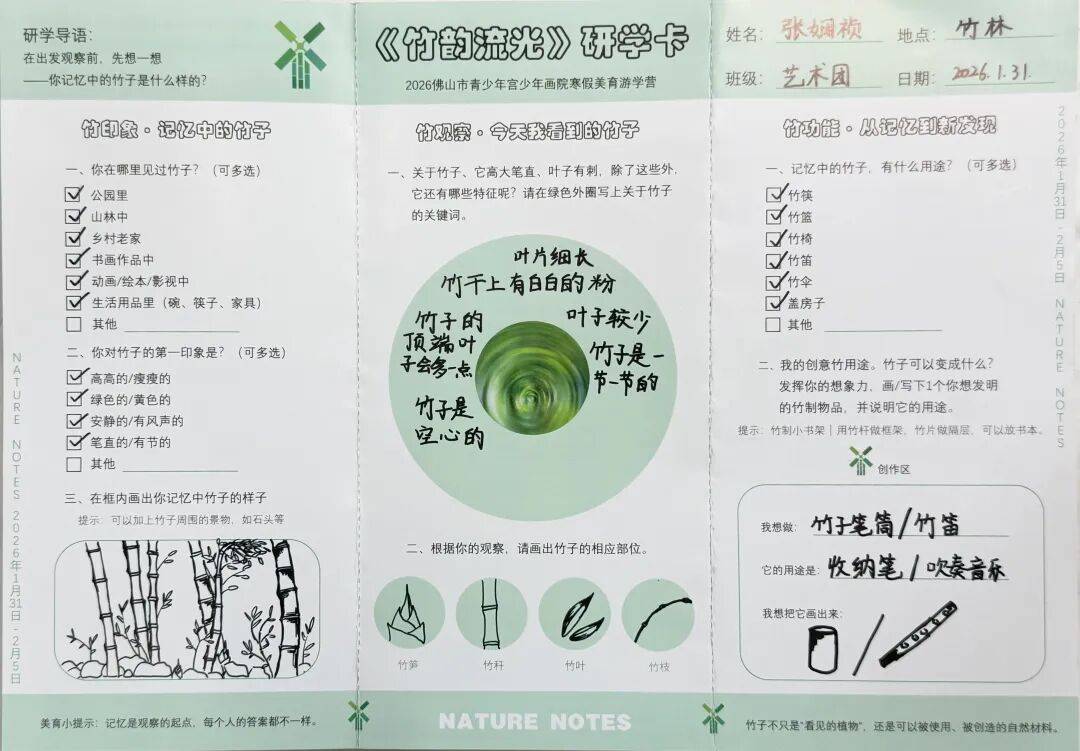 研学导语：
在出发观察前，先想一想
——你记忆中的竹子是什么样的？
竹印象·记忆中的竹子
一、你在哪里见过竹子？（可多选）
公园里
山林中
乡村老家
书画作品中
动画/绘本/影视中
生活用品里（碗、筷子、家具）
其他
二、你对竹子的第一印象是？（可多选）
高高的/瘦瘦的
绿色的/黄色的
安静的/有风声的
笔直的/有节的
其他
三、在框内画出你记忆中竹子的样子
提示：可以加上竹子周围的景物，如石头等
美育小提示：记忆是观察的起点，每个人的答案都不一样。
NATURE NOTES 2026年1月31日-2月5日
《竹韵流光》研学卡
2026佛山市青少年宫少年画院寒假美育游学营
竹观察·今天我看到的竹子
一、关于竹子、它高大笔直、叶子有刺，除了这些外，
它还有哪些特征呢？请在绿色外圈写上关于竹子
的关键词。
叶片细长
竹干上有白白的粉
竹子的
顶端叶
子会多一点
叶子较少
竹子是一
节一节的
竹子是
空心的
二、根据你的观察，请画出竹子的相应部位。
竹笋
竹秆
竹叶
竹枝
NATURE NOTES
姓名：张娴祯 地点：竹林
班级：艺术团 日期：2026.1.31.
竹功能·从记忆到新发现
一、记忆中的竹子，有什么用途？（可多选）
竹筷
竹篮
竹椅
竹笛
竹伞
盖房子
其他
二、我的创意竹用途。竹子可以变成什么？
发挥你的想象力，画/写下1个你想发明
的竹制物品，并说明它的用途。
提示：竹制小书架｜用竹杆做框架，竹片做隔层，可以放书本。
创作区
我想做：竹子笔筒/竹笛
它的用途是：收纳笔/吹奏音乐
我想把它画出来：
竹子不只是“看见的植物”，还是可以被使用、被创造的自然材料。
2026年1月31日-2月5日 NATURE NOTES